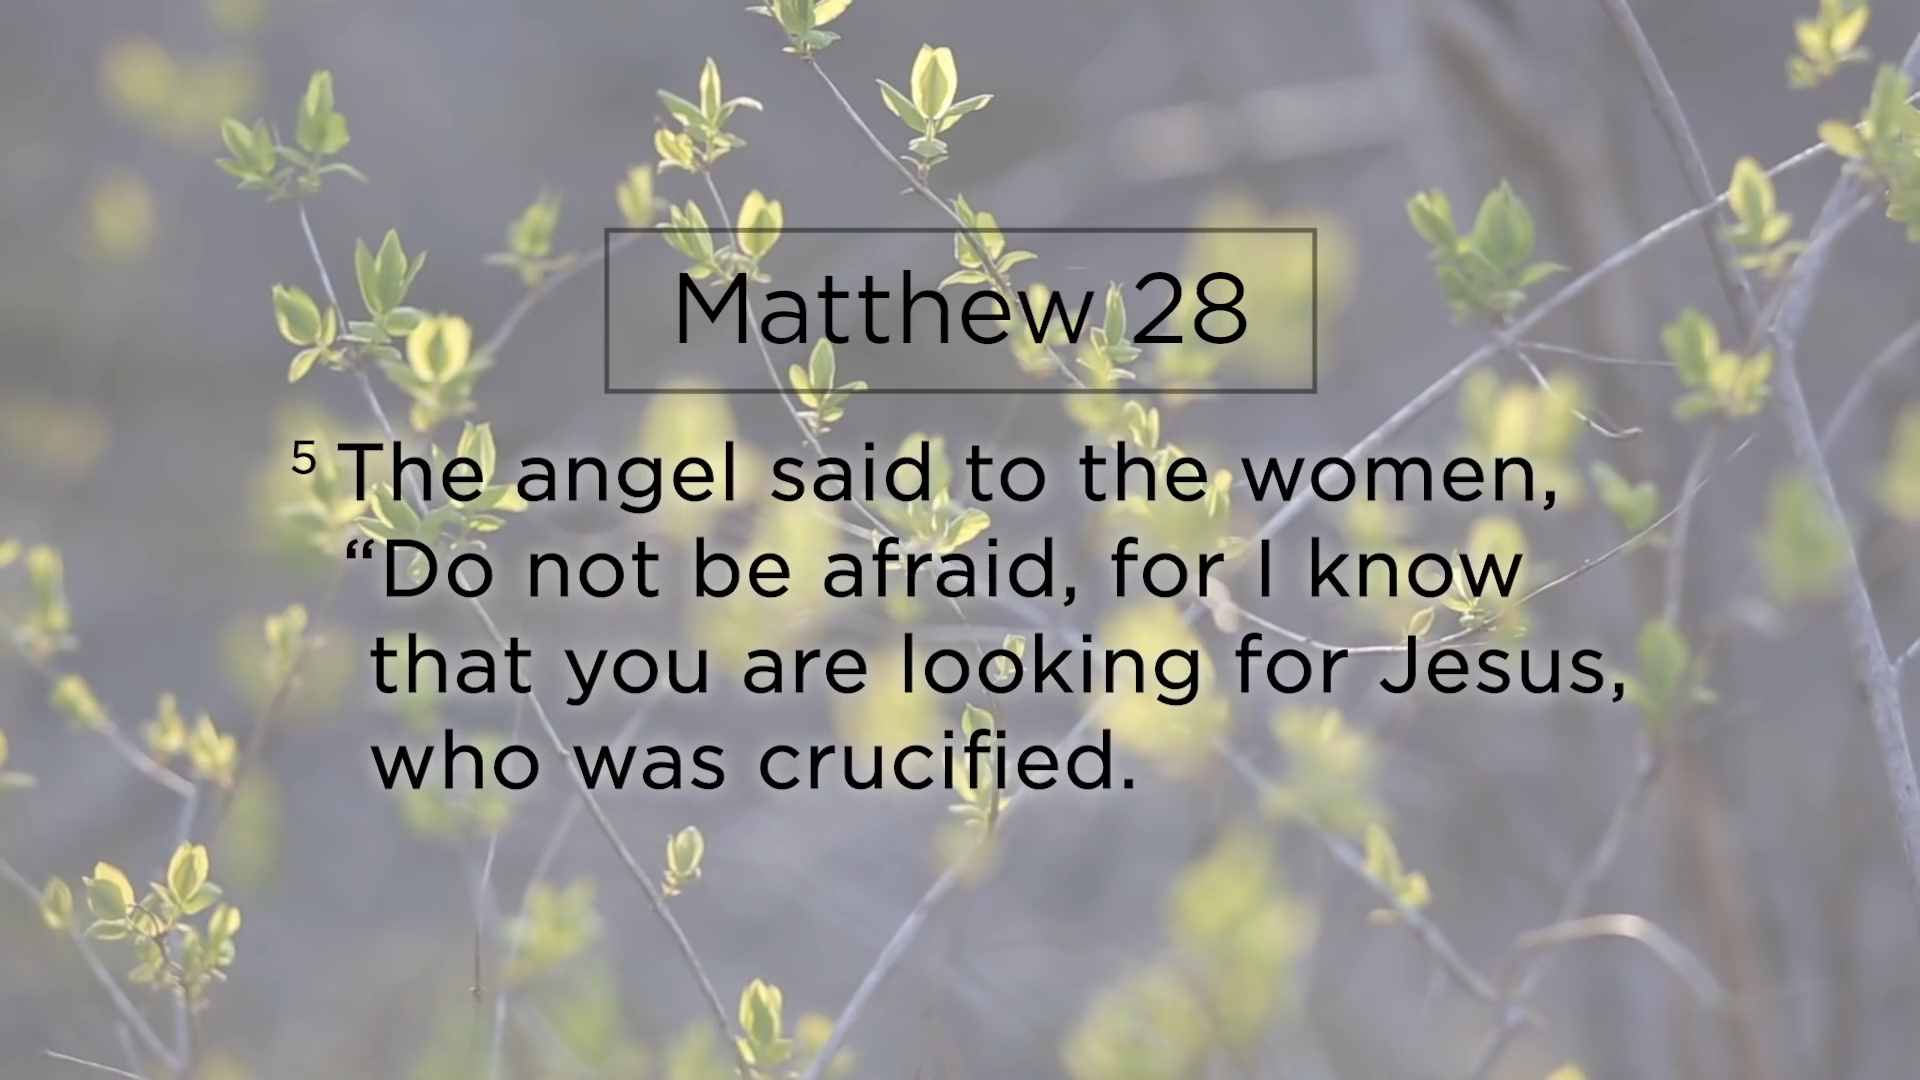 Matthew 28
⁵ The angel said to the women,
“Do not be afraid, for I know
that you are looking for Jesus,
who was crucified.